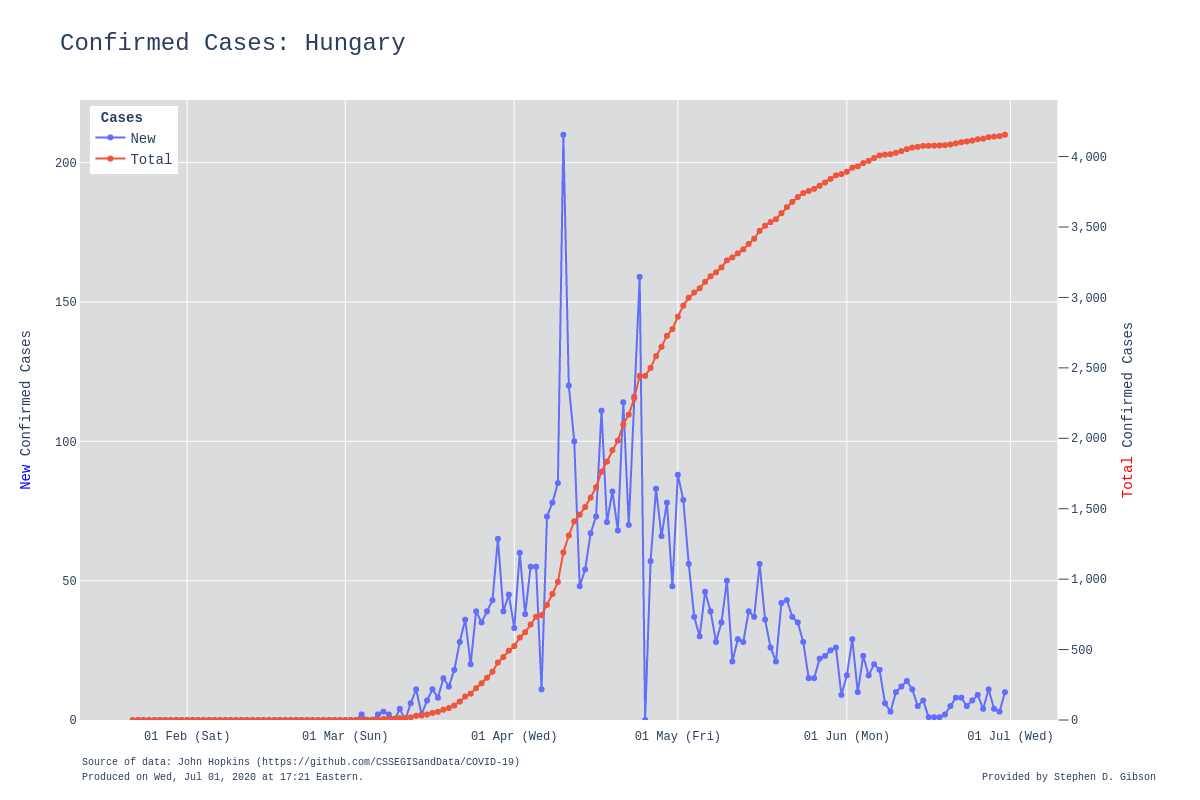 Confirmed Cases: Hungary
Cases
New
Total
200
150
100
50
0
4,000
3,500
3,000
2,500
2,000
1,500
1,000
500
0
New Confirmed Cases
Total Confirmed Cases
01 Feb (Sat)
01 Mar (Sun)
01 Apr (Wed)
01 May (Fri)
01 Jun (Mon)
01 Jul (Wed)
Source of data: John Hopkins (https://github.com/CSSEGISandData/COVID-19)
Produced on Wed, Jul 01, 2020 at 17:21 Eastern.
Provided by Stephen D. Gibson